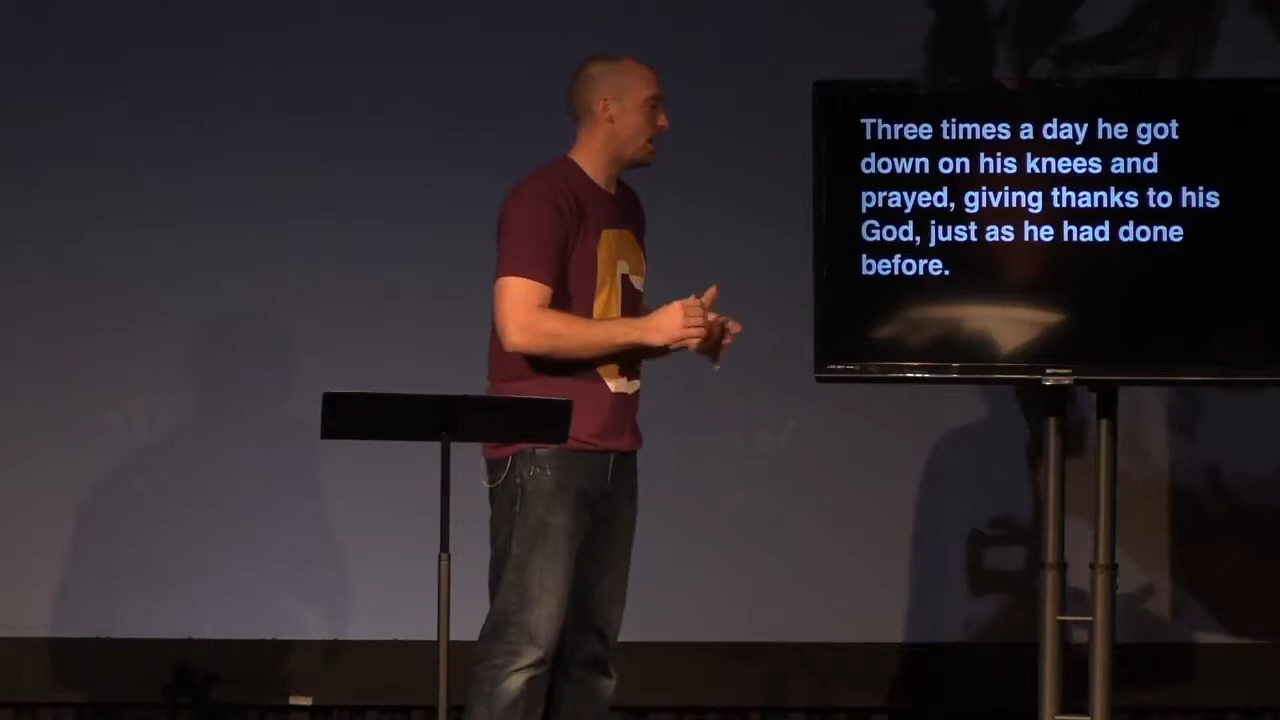 Three times a day he got
down on his knees and
prayed, giving thanks to his
God, just as he had done
before.